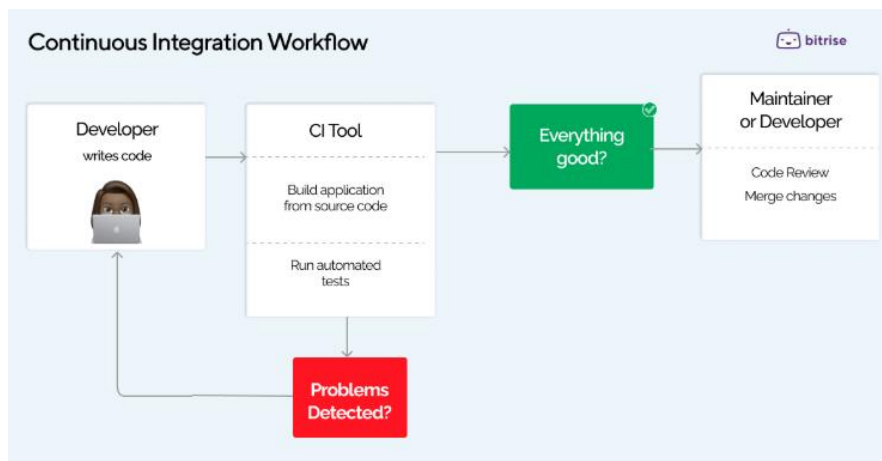 Continuous Integration Workflow
bitrise
Developer
writes code
CI Tool
Build application
from source code
Run automated
tests
Everything
good?
Maintainer
or Developer
Code Review
Merge changes
Problems
Detected?